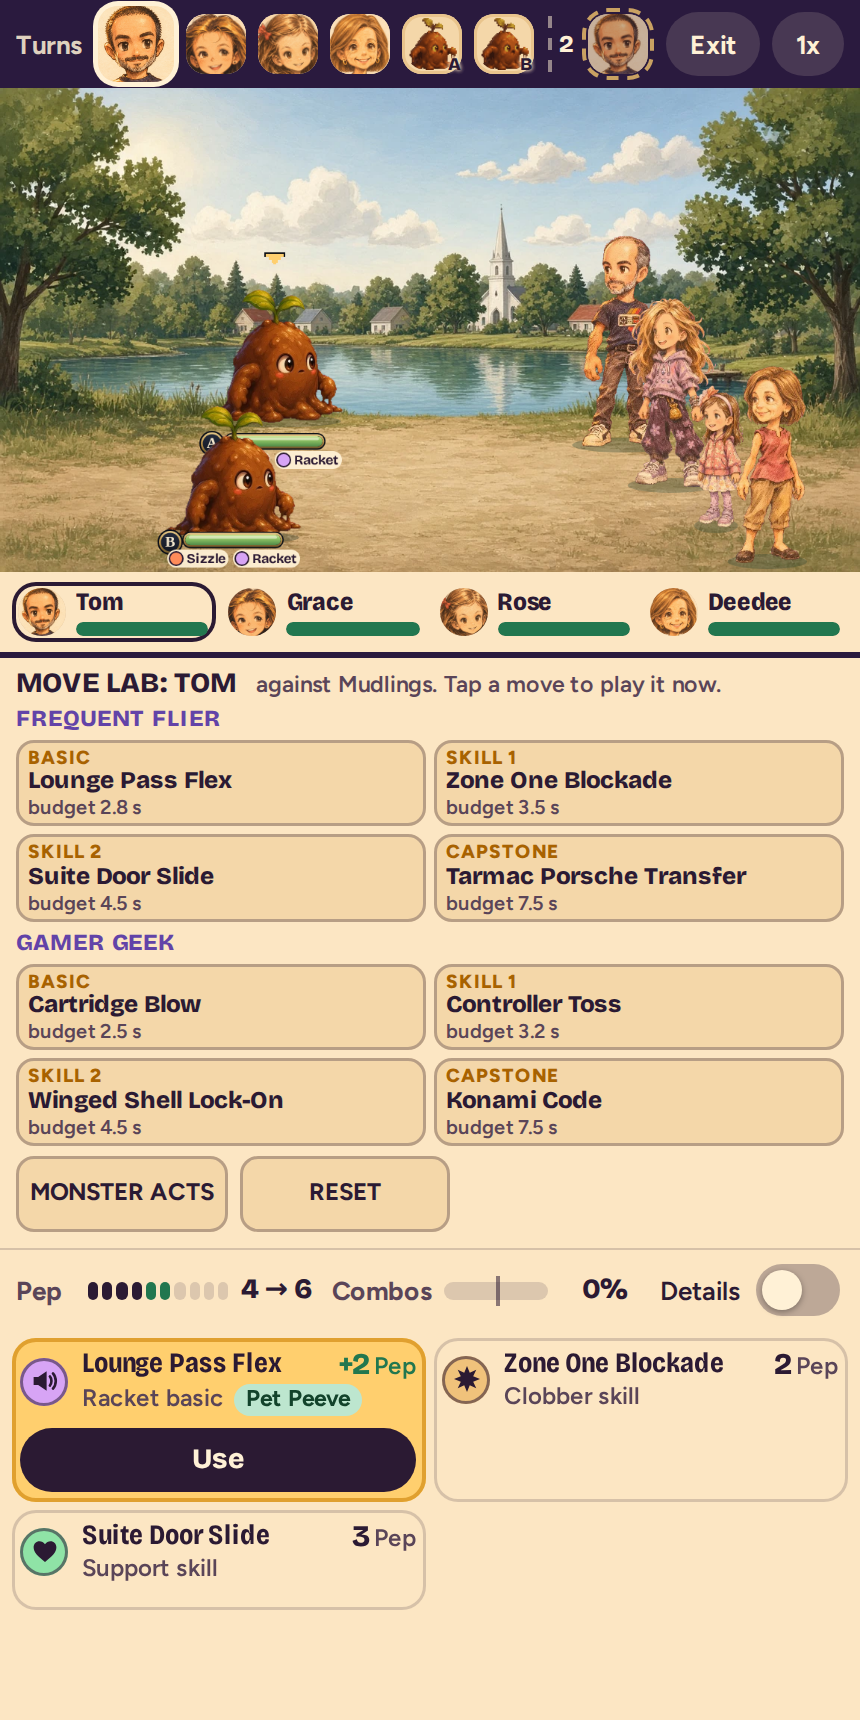 Turns
A
B
2
Exit
1x
A
Racket
B
Sizzle
Racket
Tom
Grace
Rose
Deedee
MOVE LAB: TOM against Mudlings. Tap a move to play it now.
FREQUENT FLIER
BASIC
Lounge Pass Flex
budget 2.8 s
SKILL 1
Zone One Blockade
budget 3.5 s
SKILL 2
Suite Door Slide
budget 4.5 s
CAPSTONE
Tarmac Porsche Transfer
budget 7.5 s
GAMER GEEK
BASIC
Cartridge Blow
budget 2.5 s
SKILL 1
Controller Toss
budget 3.2 s
SKILL 2
Winged Shell Lock-On
budget 4.5 s
CAPSTONE
Konami Code
budget 7.5 s
MONSTER ACTS
RESET
Pep 4 → 6 Combos 0% Details
Lounge Pass Flex +2 Pep
Racket basic Pet Peeve
Use
Zone One Blockade 2 Pep
Clobber skill
Suite Door Slide 3 Pep
Support skill